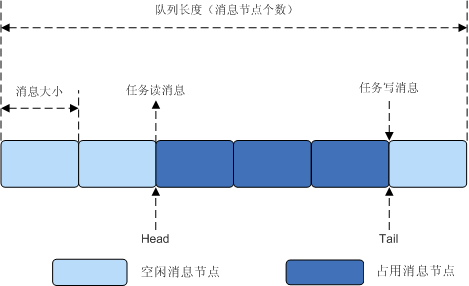 队列长度（消息节点个数）
消息大小
任务读消息
任务写消息
Head
Tail
空闲消息节点
占用消息节点